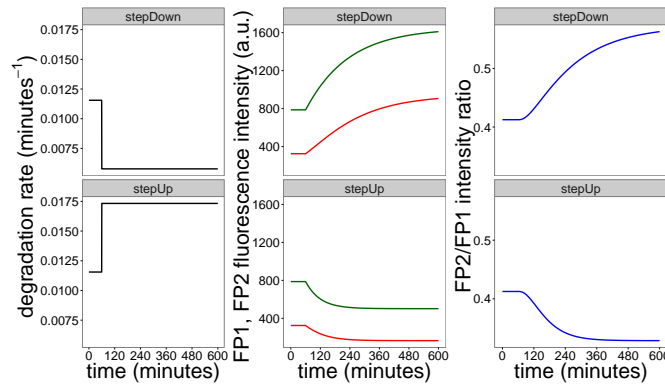 stepDown
stepDown
stepDown
0.0175
0.0150
0.0125
0.0100
0.0075
1600
1200
800
400
0.5
0.4
stepUp
stepUp
stepUp
0.0175
0.0150
0.0125
0.0100
0.0075
1600
1200
800
400
0.5
0.4
degradation rate (minutes⁻¹)
FP1, FP2 fluorescence intensity (a.u.)
FP2/FP1 intensity ratio
0 120 240 360 480 600
0 120 240 360 480 600
0 120 240 360 480 600
time (minutes)
time (minutes)
time (minutes)